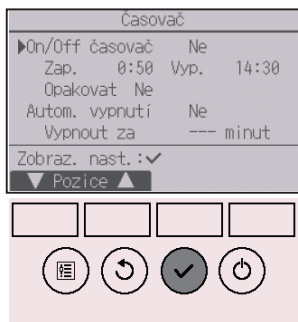 Časovač
▶On/Off časovač Ne
Zap. 0:50 Vyp. 14:30
Opakovat Ne
Autom. vypnutí Ne
Vypnout za --- minut
Zobraz. nast.:✓
▼ Pozice ▲